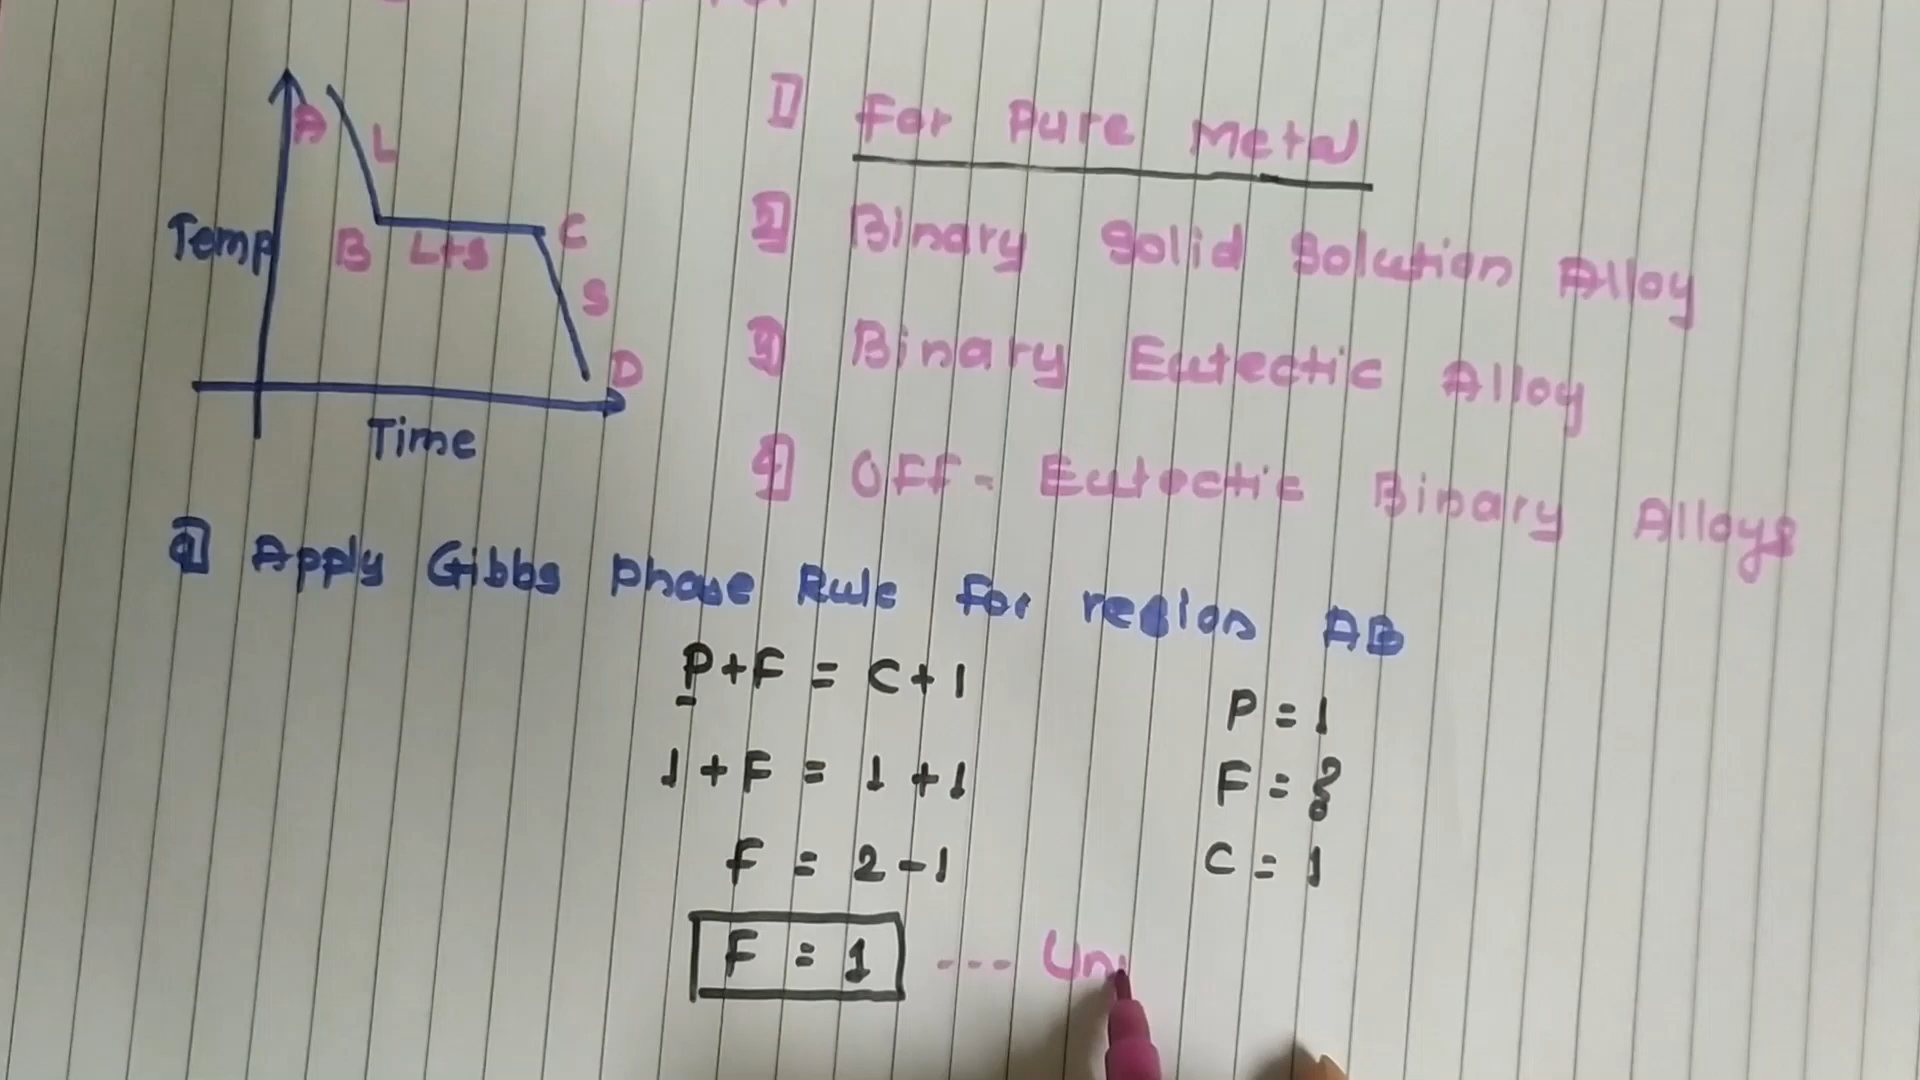 A
L
Temp
B L+S C
S
D
Time
1] For Pure Metal
2] Binary Solid Solution Alloy
3] Binary Eutectic Alloy
4] Off-Eutectic Binary Alloys
a] Apply Gibbs Phase Rule For region AB
P+F = C+1
1+F = 1+1
F = 2-1
F = 1 --- Uni
P = 1
F = ?
C = 1